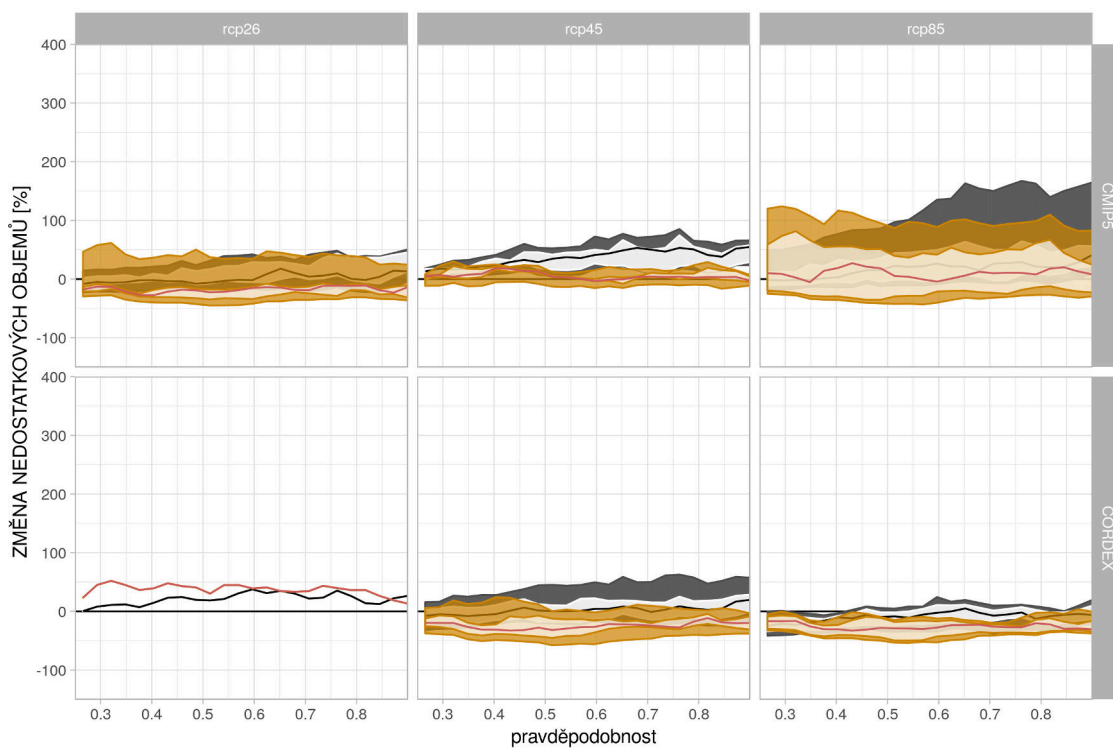 rcp26 rcp45 rcp85
400
300
200
100
0
-100
CMIP5
400
300
200
100
0
-100
CORDEX
ZMĚNA NEDOSTATKOVÝCH OBJEMŮ [%]
0.3 0.4 0.5 0.6 0.7 0.8 0.3 0.4 0.5 0.6 0.7 0.8 0.3 0.4 0.5 0.6 0.7 0.8
pravděpodobnost